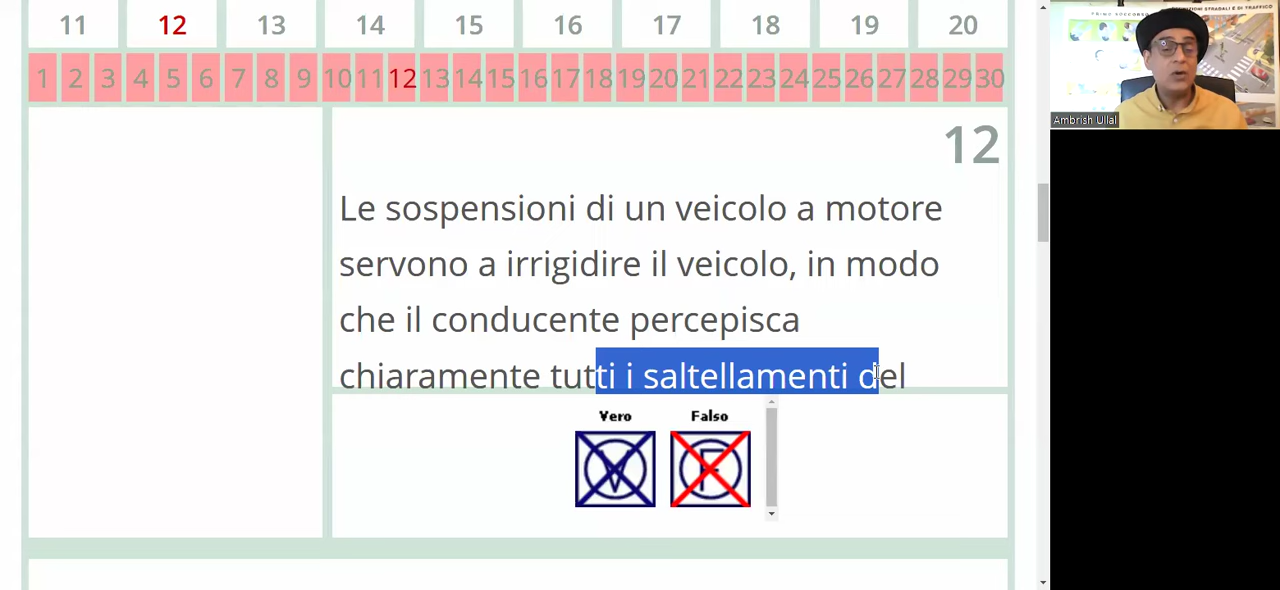 11 12 13 14 15 16 17 18 19 20
1 2 3 4 5 6 7 8 9 10 11 12 13 14 15 16 17 18 19 20 21 22 23 24 25 26 27 28 29 30
12
Le sospensioni di un veicolo a motore
servono a irrigidire il veicolo, in modo
che il conducente percepisca
chiaramente tutti i saltellamenti del
Vero Falso
V F
PRIMO SOCCORSO
Ambrish Ullal